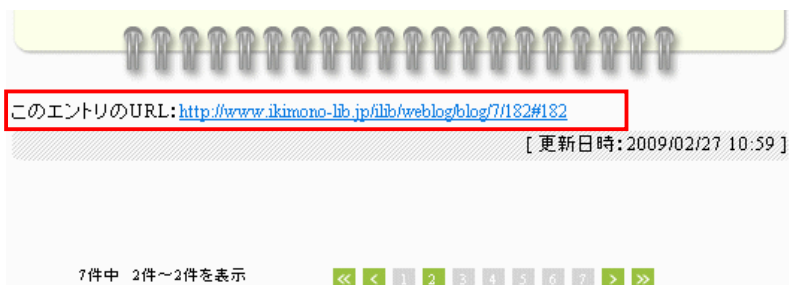 このエントリのURL:http://www.ikimono-lib.jp/ilib/weblog/blog/7/182#182
[ 更新日時:2009/02/27 10:59 ]
7件中 2件～2件を表示 << < 1 2 3 4 5 6 7 > >>